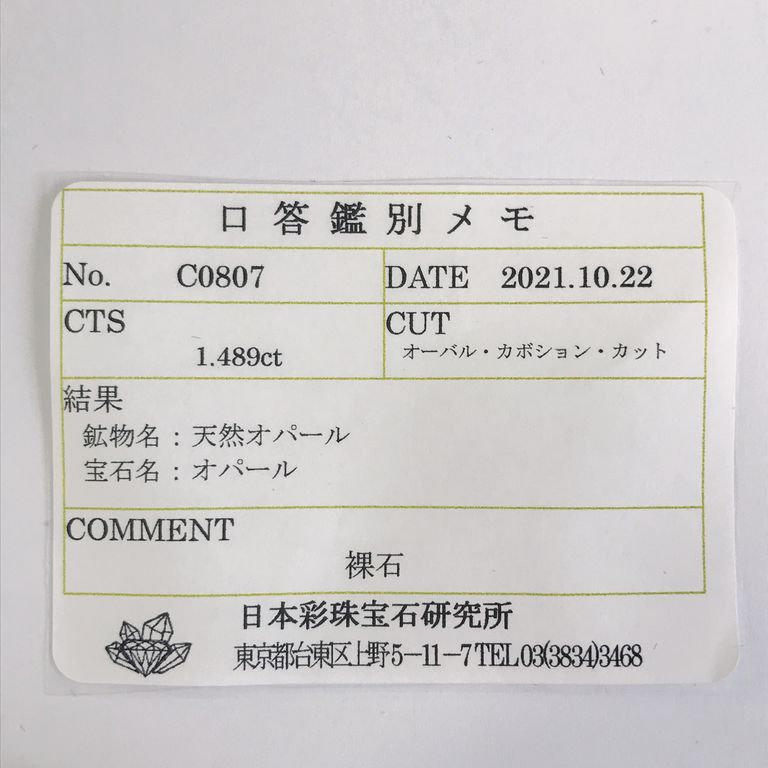 口答鑑別メモ
No. C0807 DATE 2021.10.22
CTS CUT
1.489ct オーバル・カボション・カット
結果
鉱物名：天然オパール
宝石名：オパール
COMMENT
裸石
日本彩珠宝石研究所
東京都台東区上野5－11－7 TEL 03(3834)3468